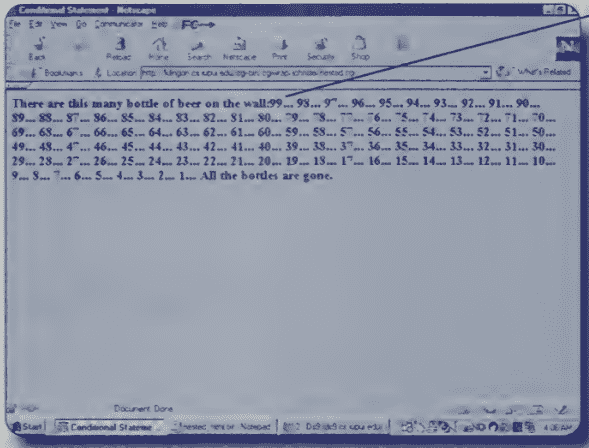 Conditional Statement - Netscape
File Edit View Go Communicator Help
Back Reload Home Search Netscape Print Security Shop
Bookmarks Location What's Related
There are this many bottle of beer on the wall:99... 98... 97... 96... 95... 94... 93... 92... 91... 90...
89... 88... 87... 86... 85... 84... 83... 82... 81... 80... 79... 78... 77... 76... 75... 74... 73... 72... 71... 70...
69... 68... 67... 66... 65... 64... 63... 62... 61... 60... 59... 58... 57... 56... 55... 54... 53... 52... 51... 50...
49... 48... 47... 46... 45... 44... 43... 42... 41... 40... 39... 38... 37... 36... 35... 34... 33... 32... 31... 30...
29... 28... 27... 26... 25... 24... 23... 22... 21... 20... 19... 18... 17... 16... 15... 14... 13... 12... 11... 10...
9... 8... 7... 6... 5... 4... 3... 2... 1... All the bottles are gone.
Document Done
Start Conditional Stateme... Notepad 4:08 AM